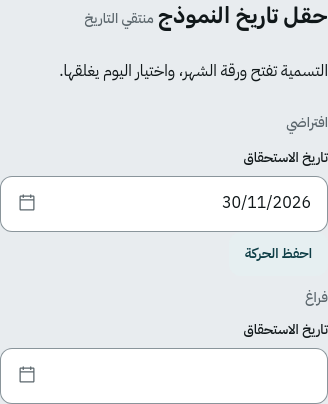 حقل تاريخ النموذج منتقي التاريخ
التسمية تفتح ورقة الشهر، واختيار اليوم يغلقها.
افتراضي
تاريخ الاستحقاق
30/11/2026
احفظ الحركة
فراغ
تاريخ الاستحقاق